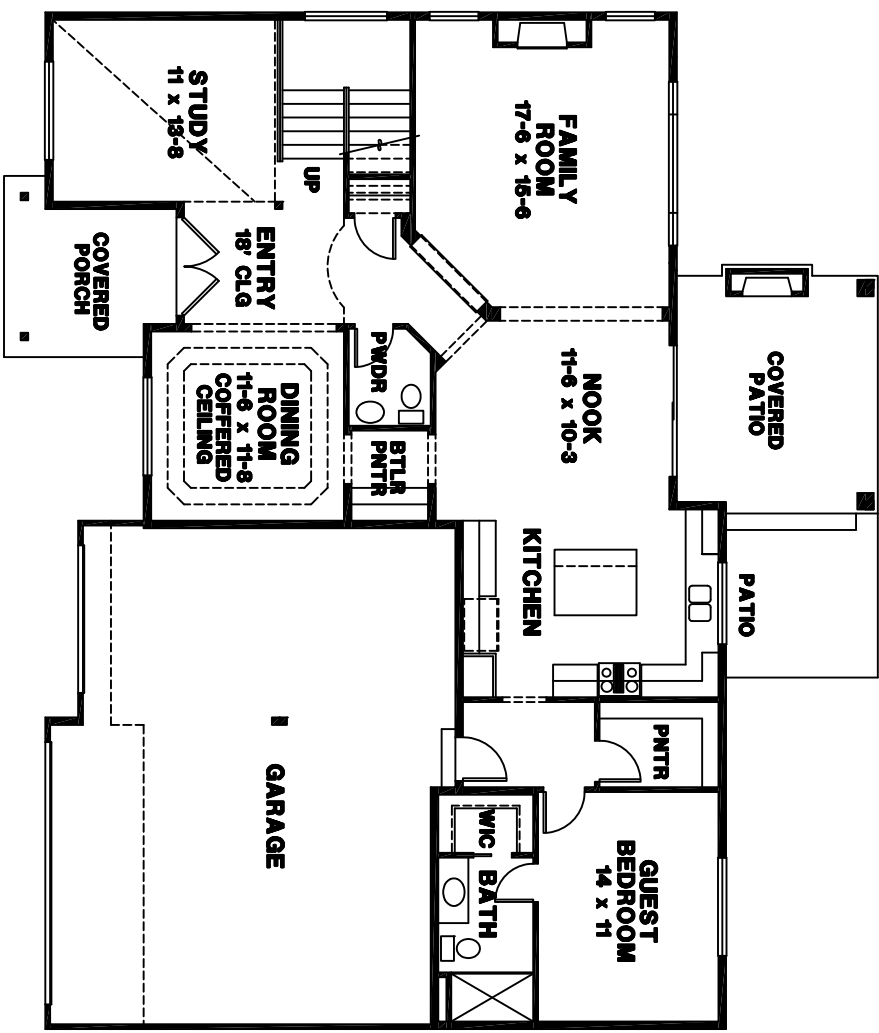 FAMILY
ROOM
17-6 x 15-6
STUDY
11 x 13-8
UP
ENTRY
18' CLG
COVERED
PORCH
COVERED
PATIO
NOOK
11-6 x 10-3
PWDR
DINING
ROOM
11-6 x 11-8
COFFERED
CEILING
BTLR
PNTR
KITCHEN
PATIO
PNTR
GARAGE
GUEST
BEDROOM
14 x 11
WIC
BATH